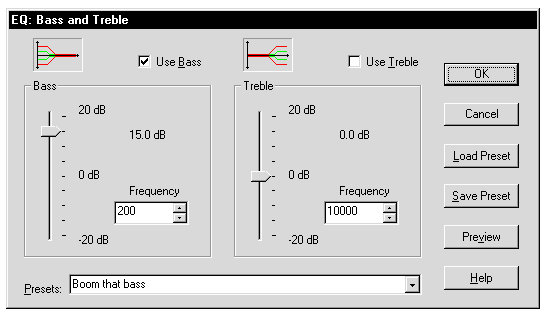 EQ: Bass and Treble
Use Bass
Use Treble
OK
Bass
Treble
20 dB
15.0 dB
20 dB
0.0 dB
Cancel
Load Preset
0 dB
0 dB
Frequency
Frequency
Save Preset
200
10000
-20 dB
-20 dB
Preview
Presets:
Boom that bass
Help